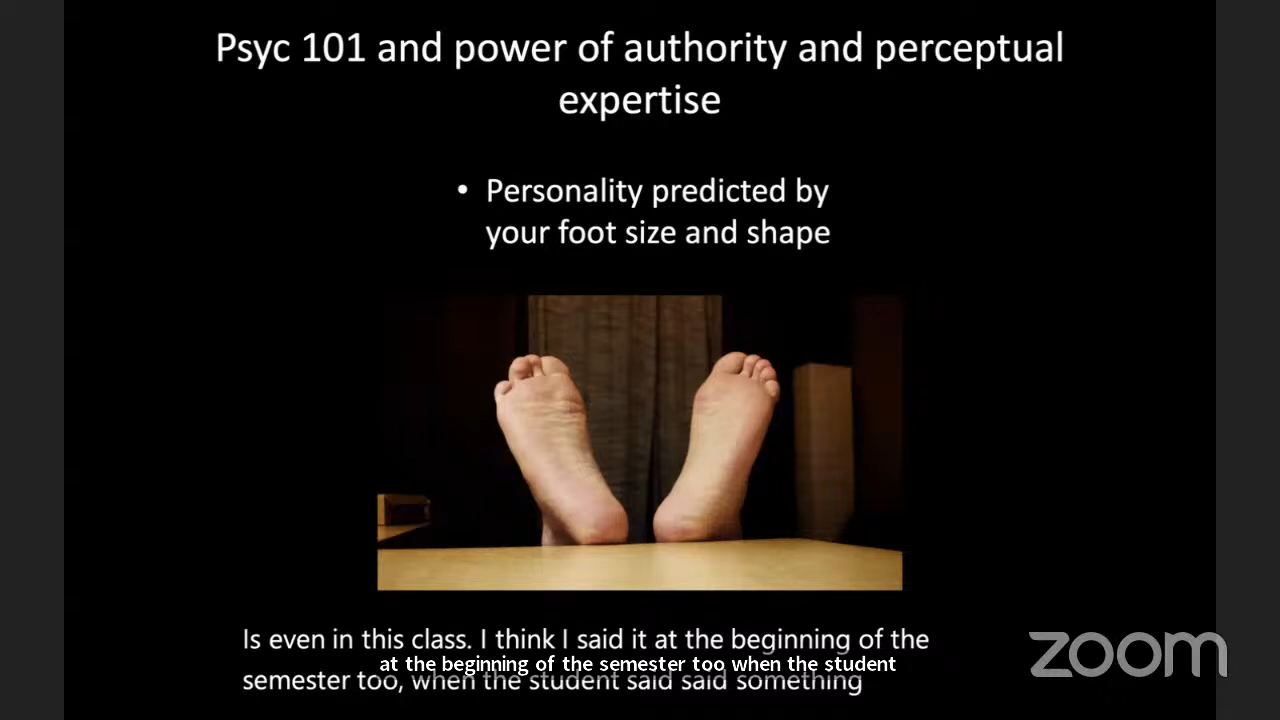 Psyc 101 and power of authority and perceptual
expertise
• Personality predicted by
your foot size and shape
Is even in this class. I think I said it at the beginning of the
at the beginning of the semester too when the student
semester too, when the student said said something
zoom